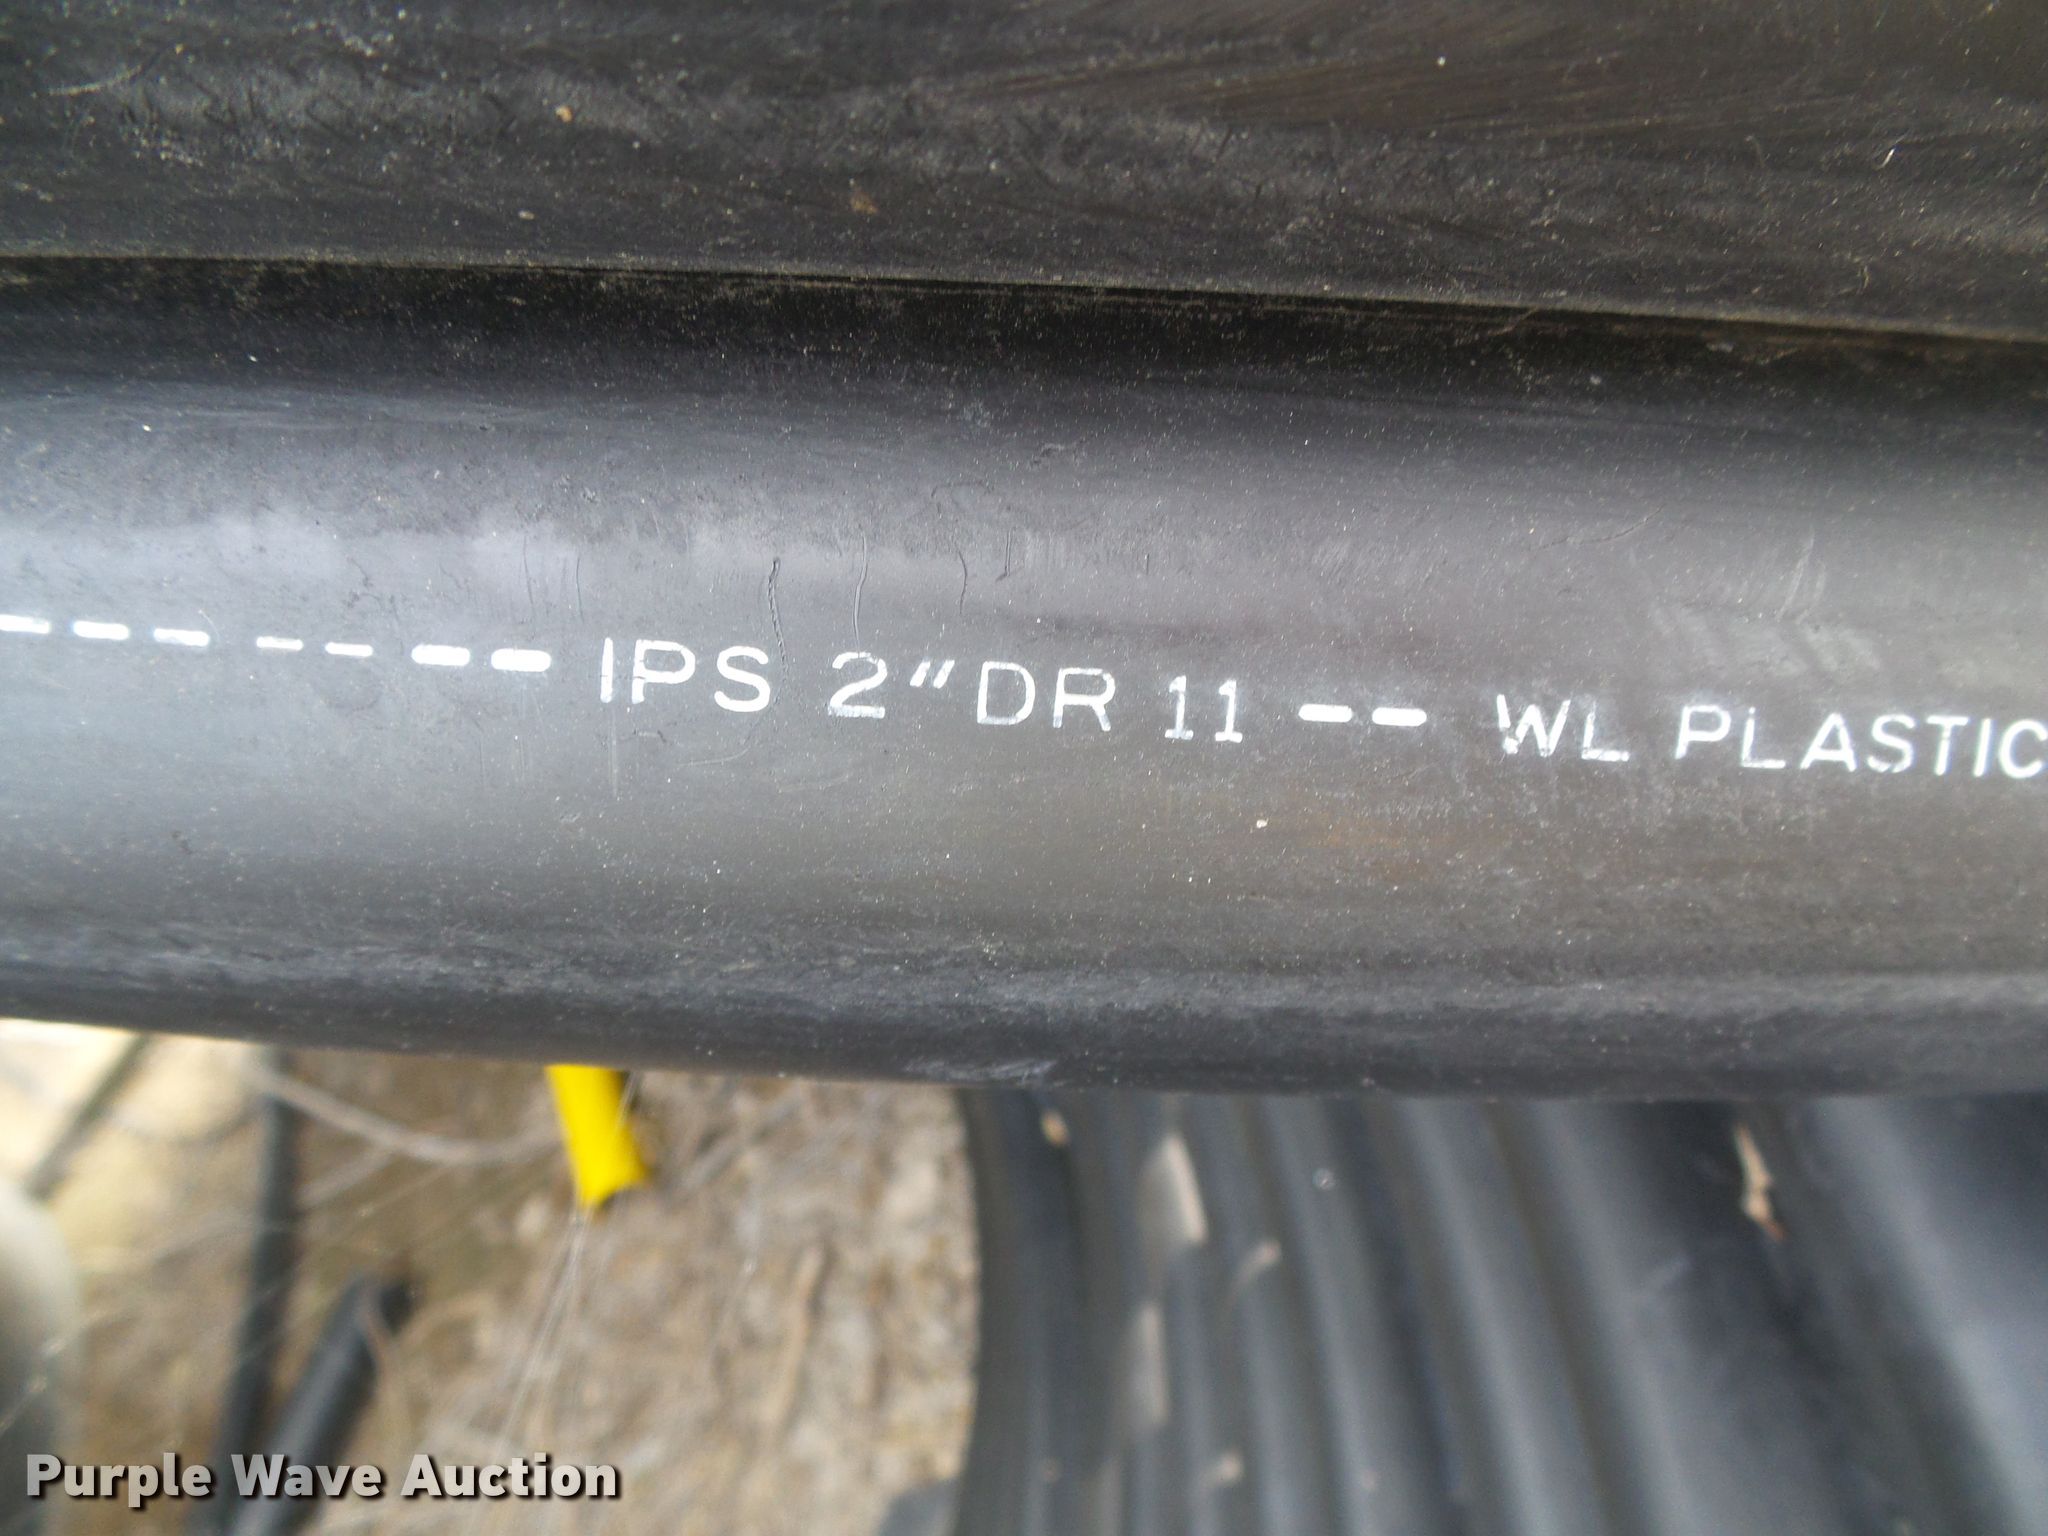 IPS 2" DR 11 -- WL PLASTIC
Purple Wave Auction